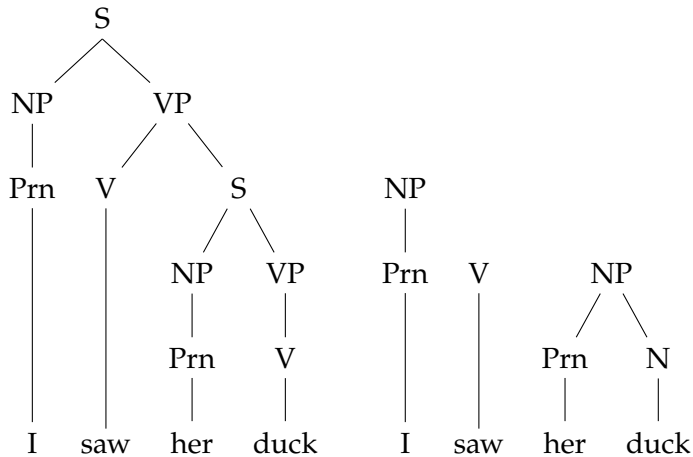 S
NP VP
Prn V S NP
NP VP Prn V NP
Prn V Prn N
I saw her duck I saw her duck